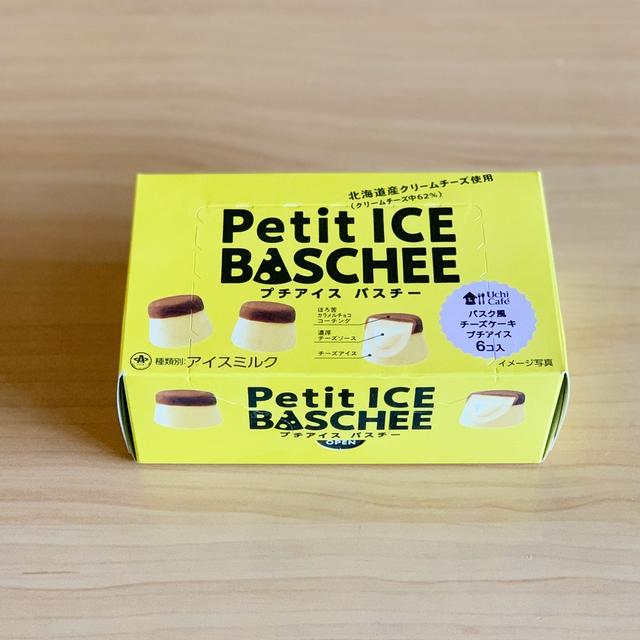 北海道産クリームチーズ使用
(クリームチーズ中62%)
Petit ICE
BASCHEE
プチアイス バスチー
Uchi
Café
バスク風
チーズケーキ
プチアイス
6コ入
ほろ苦
カラメルチョコ
コーチング
濃厚
チーズソース
チーズアイス
種類別:アイスミルク
イメージ写真
Petit ICE
BASCHEE
プチアイス バスチー
OPEN